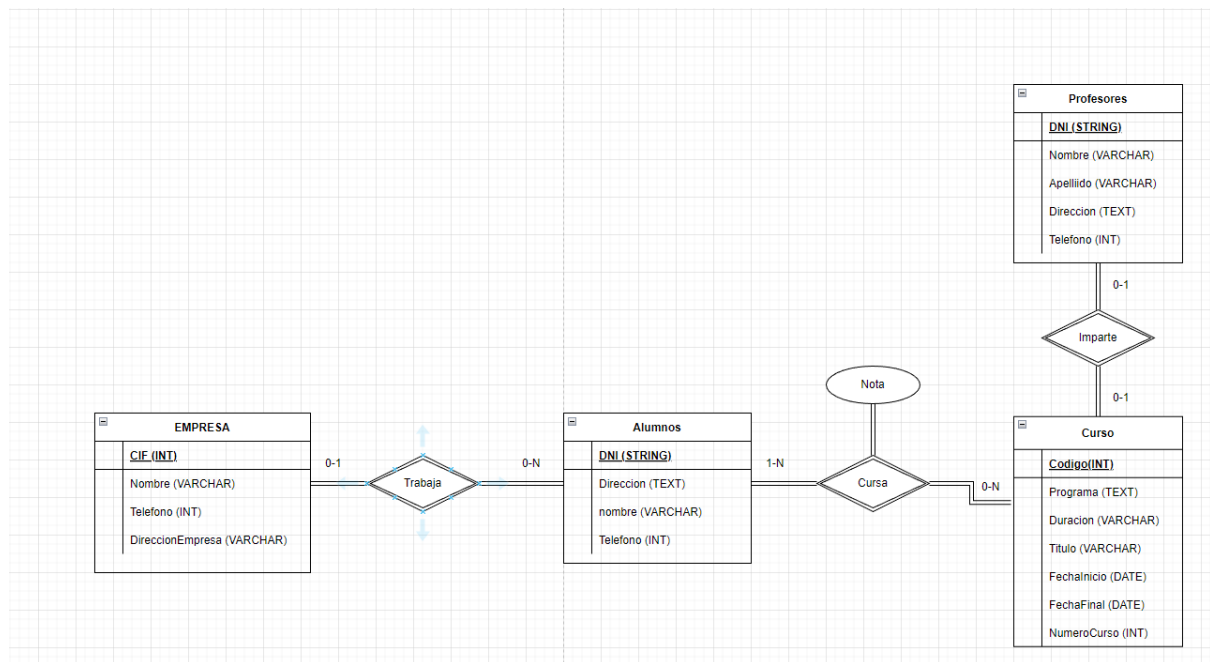 Profesores
DNI (STRING)
Nombre (VARCHAR)
Apelliido (VARCHAR)
Direccion (TEXT)
Telefono (INT)
0-1
Imparte
0-1
Nota
EMPRESA
CIF (INT)
Nombre (VARCHAR)
Telefono (INT)
DireccionEmpresa (VARCHAR)
0-1
Trabaja
0-N
Alumnos
DNI (STRING)
Direccion (TEXT)
nombre (VARCHAR)
Telefono (INT)
1-N
Cursa
0-N
Curso
Codigo(INT)
Programa (TEXT)
Duracion (VARCHAR)
Titulo (VARCHAR)
FechaInicio (DATE)
FechaFinal (DATE)
NumeroCurso (INT)